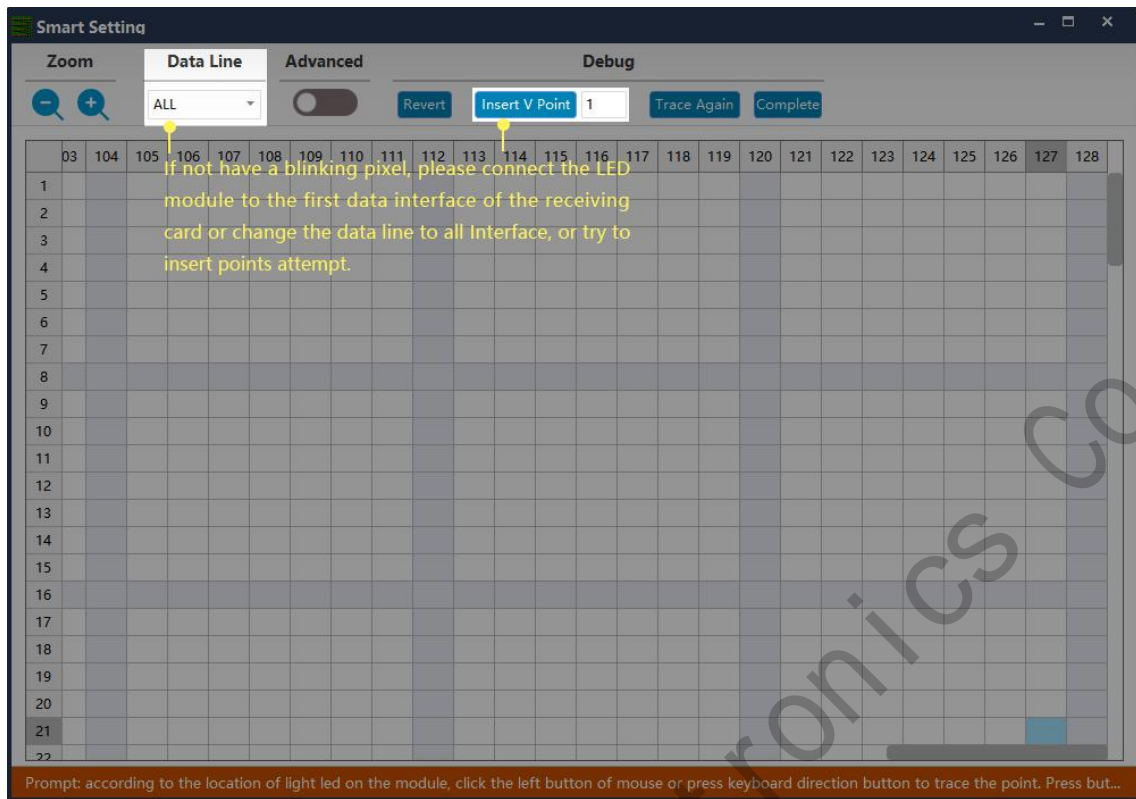 Smart Setting
Zoom Data Line Advanced Debug
ALL Revert Insert V Point 1 Trace Again Complete
03 104 105 106 107 108 109 110 111 112 113 114 115 116 117 118 119 120 121 122 123 124 125 126 127 128
If not have a blinking pixel, please connect the LED
module to the first data interface of the receiving
card or change the data line to all Interface, or try to
insert points attempt.
1
2
3
4
5
6
7
8
9
10
11
12
13
14
15
16
17
18
19
20
21
22
Prompt: according to the location of light led on the module, click the left button of mouse or press keyboard direction button to trace the point. Press but...
ronics Co